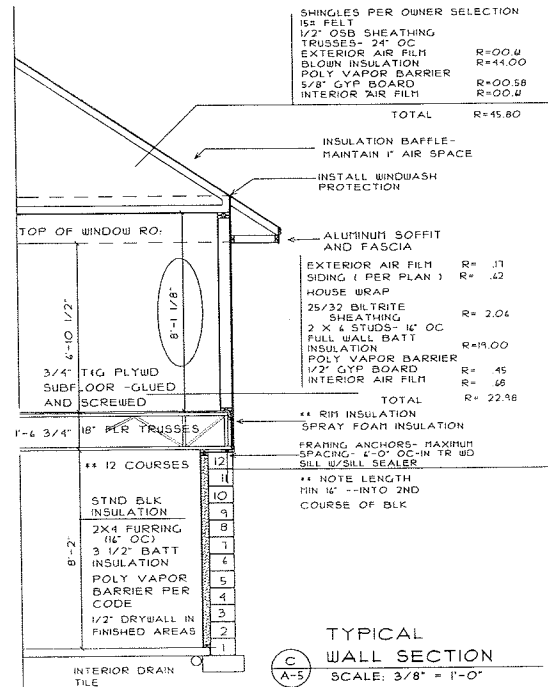 SHINGLES PER OWNER SELECTION
15# FELT
1/2" OSB SHEATHING
TRUSSES- 24" OC
EXTERIOR AIR FILM R=00.61
BLOWN INSULATION R=44.00
POLY VAPOR BARRIER
5/8" GYP BOARD R=00.58
INTERIOR AIR FILM R=00.61
TOTAL R=45.80
INSULATION BAFFLE-
MAINTAIN 1" AIR SPACE
INSTALL WINDWASH
PROTECTION
TOP OF WINDOW RO:
ALUMINUM SOFFIT
AND FASCIA
EXTERIOR AIR FILM R= .17
SIDING ( PER PLAN ) R= .62
HOUSE WRAP
25/32 BILTRITE
SHEATHING R= 2.06
2 X 6 STUDS- 16" OC
FULL WALL BATT
INSULATION R=19.00
POLY VAPOR BARRIER
1/2" GYP BOARD R= .45
INTERIOR AIR FILM R= .68
TOTAL R= 22.98
6'-10 1/2"
8'-1 1/8"
3/4" T&G PLYWD
SUBFLOOR -GLUED
AND SCREWED
1'-6 3/4"
18" FLR TRUSSES
** RIM INSULATION
SPRAY FOAM INSULATION
FRAMING ANCHORS- MAXIMUM
SPACING- 6'-0" OC-IN TR WD
SILL W/SILL SEALER
** NOTE LENGTH
MIN 16" --INTO 2ND
COURSE OF BLK
** 12 COURSES
8'-2"
STND BLK
INSULATION
2X4 FURRING
(16" OC)
3 1/2" BATT
INSULATION
POLY VAPOR
BARRIER PER
CODE
1/2" DRYWALL IN
FINISHED AREAS
12
11
10
9
8
7
6
5
4
3
2
1
INTERIOR DRAIN
TILE
C
A-5
TYPICAL
WALL SECTION
SCALE: 3/8" = 1'-0"